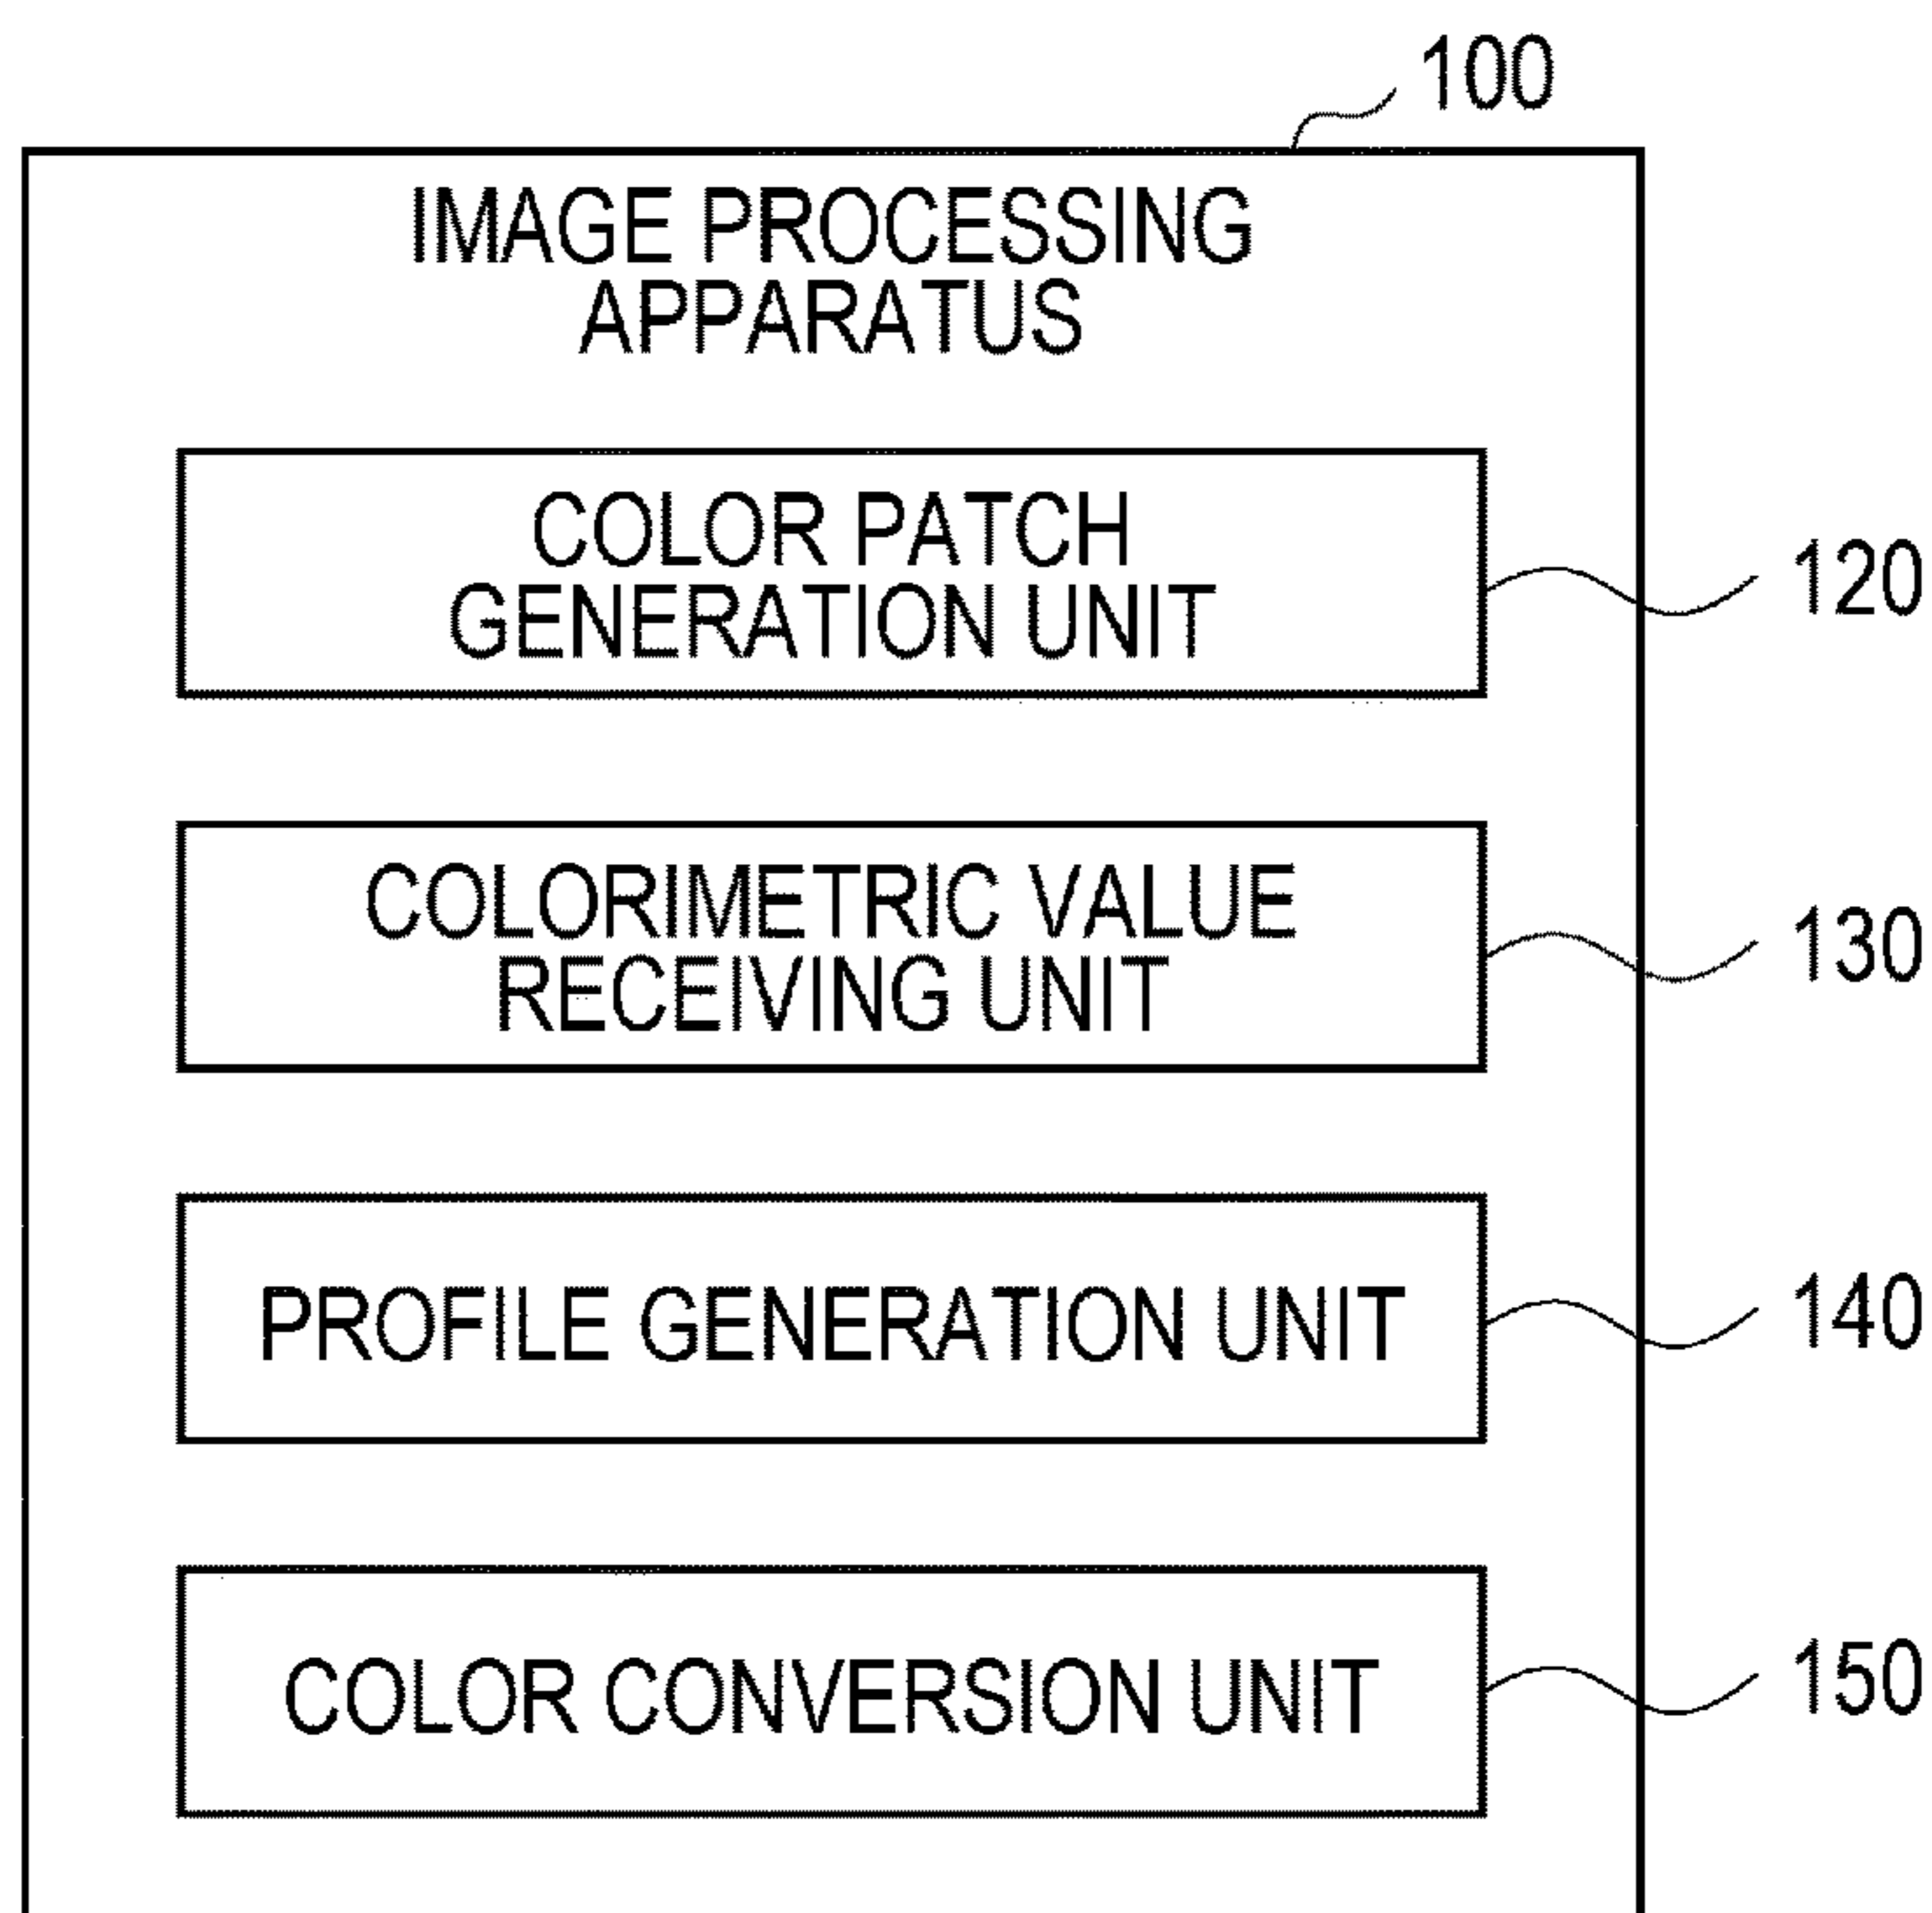 100
IMAGE PROCESSING
APPARATUS
COLOR PATCH
GENERATION UNIT
120
COLORIMETRIC VALUE
RECEIVING UNIT
130
PROFILE GENERATION UNIT
140
COLOR CONVERSION UNIT
150